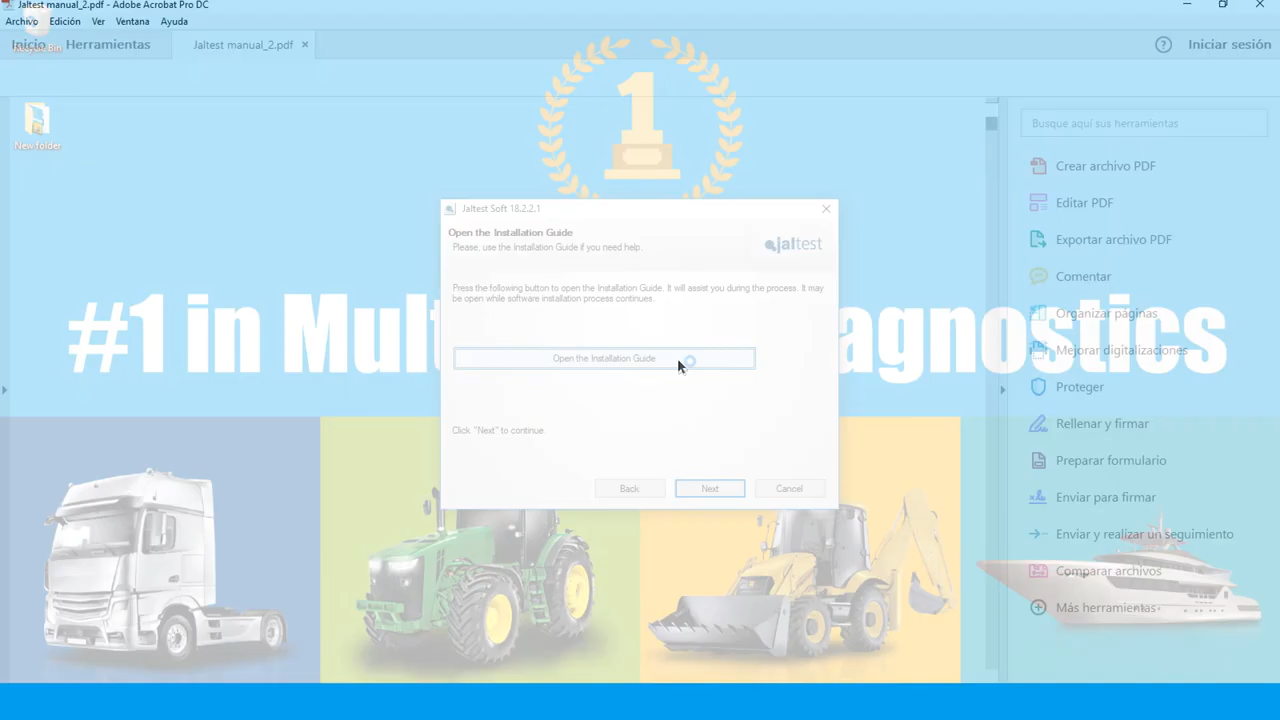 Jaltest manual_2.pdf - Adobe Acrobat Pro DC
Archivo Edición Ver Ventana Ayuda
Inicio Herramientas Jaltest manual_2.pdf × ? Iniciar sesión
Recycle Bin
1
Busque aquí sus herramientas
New folder
Crear archivo PDF
Editar PDF
Exportar archivo PDF
Comentar
Organizar páginas
Mejorar digitalizaciones
Proteger
Rellenar y firmar
Preparar formulario
Enviar para firmar
Enviar y realizar un seguimiento
Comparar archivos
Más herramientas
Jaltest Soft 18.2.2.1
Open the Installation Guide
Please, use the Installation Guide if you need help.
jaltest
Press the following button to open the Installation Guide. It will assist you during the process. It may
be open while software installation process continues.
#1 in Mult agnostics
Open the Installation Guide
Click "Next" to continue.
Back Next Cancel